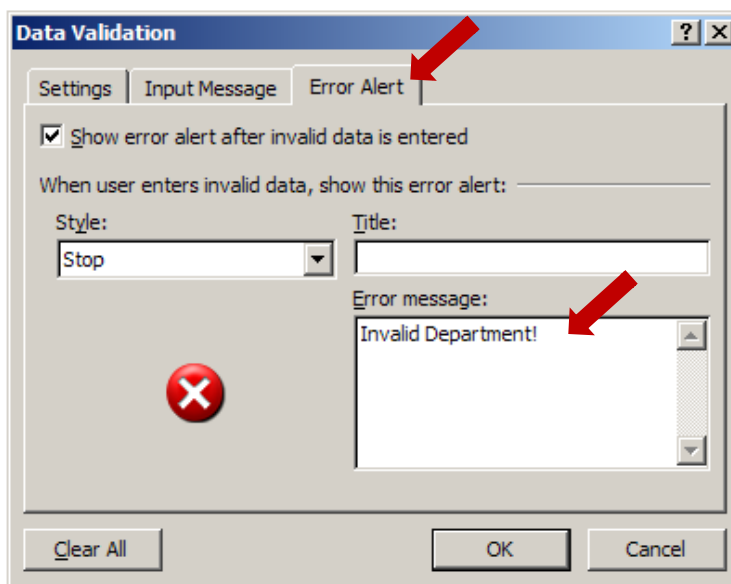 Data Validation
Settings Input Message Error Alert
Show error alert after invalid data is entered
When user enters invalid data, show this error alert:
Style: Title:
Stop
Error message:
Invalid Department!
Clear All OK Cancel